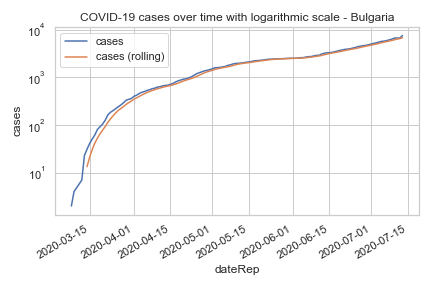 COVID-19 cases over time with logarithmic scale - Bulgaria
cases
cases (rolling)
10⁴
10³
10²
10¹
cases
2020-03-15
2020-04-01
2020-04-15
2020-05-01
2020-05-15
2020-06-01
2020-06-15
2020-07-01
2020-07-15
dateRep